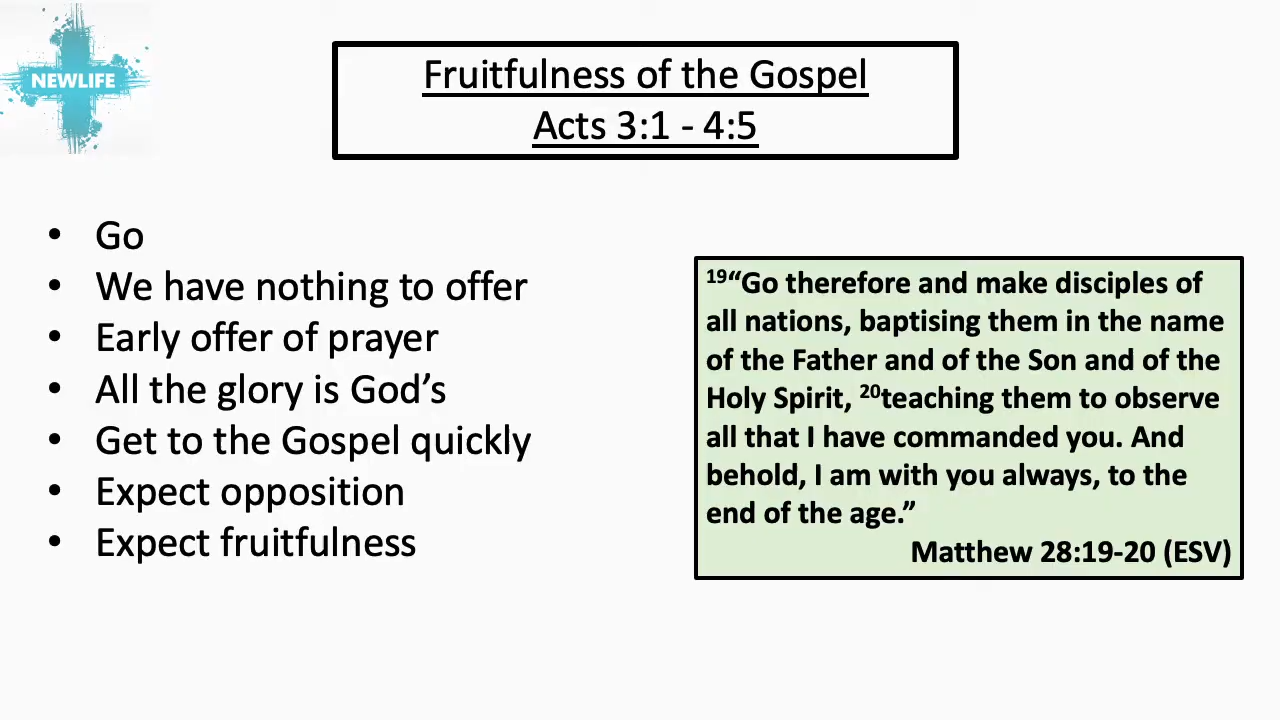 NEWLIFE
Fruitfulness of the Gospel
Acts 3:1 - 4:5
• Go
• We have nothing to offer
• Early offer of prayer
• All the glory is God’s
• Get to the Gospel quickly
• Expect opposition
• Expect fruitfulness
19“Go therefore and make disciples of
all nations, baptising them in the name
of the Father and of the Son and of the
Holy Spirit, 20teaching them to observe
all that I have commanded you. And
behold, I am with you always, to the
end of the age.”
Matthew 28:19-20 (ESV)